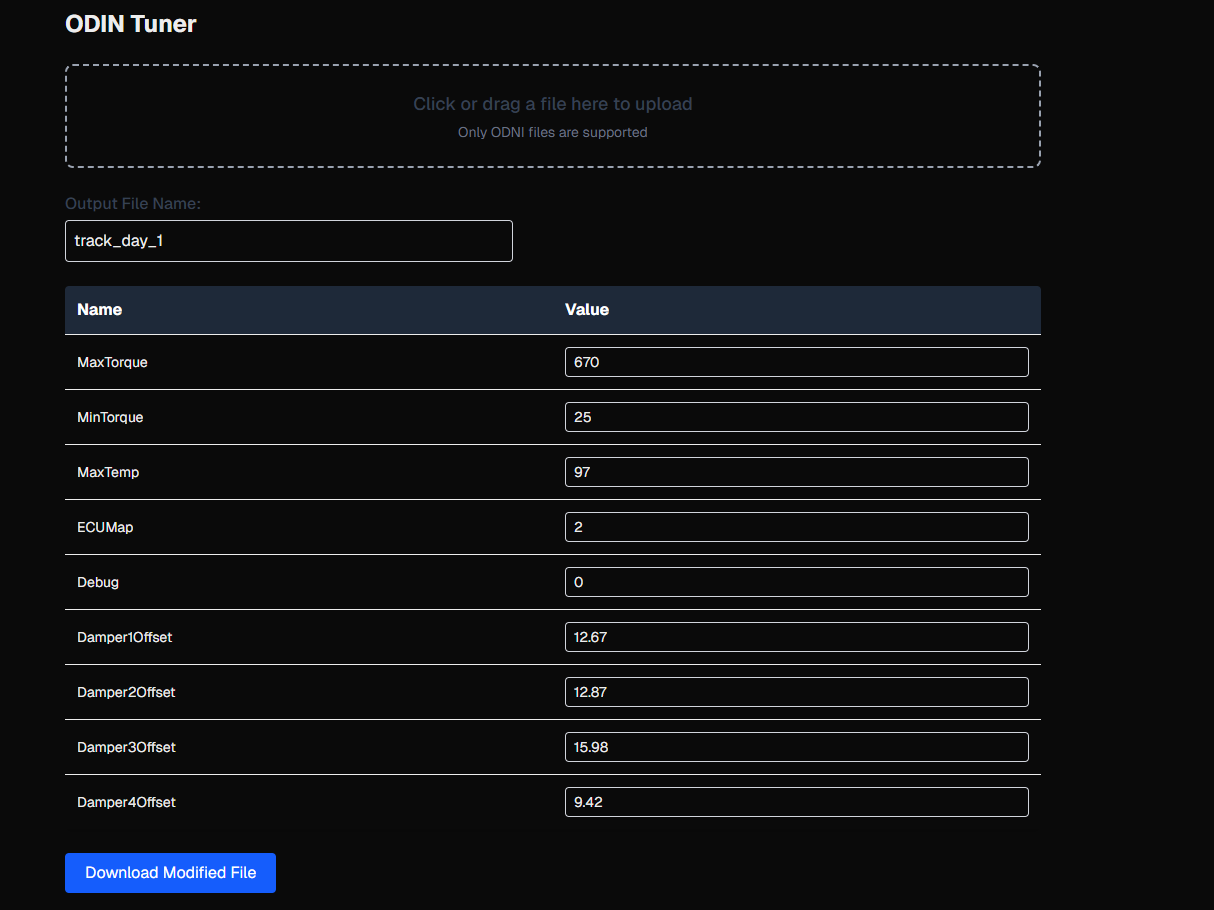 ODIN Tuner
Click or drag a file here to upload
Only ODNI files are supported
Output File Name:
track_day_1
Name Value
MaxTorque 670
MinTorque 25
MaxTemp 97
ECUMap 2
Debug 0
Damper1Offset 12.67
Damper2Offset 12.87
Damper3Offset 15.98
Damper4Offset 9.42
Download Modified File